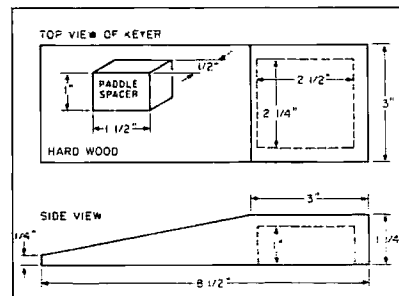 TOP VIEW OF KEYER
1/2"
1"
PADDLE
SPACER
2 1/2"
2 1/4"
3"
1 1/2"
HARD WOOD
SIDE VIEW
3"
1/4"
1"
1 1/4
8 1/2"